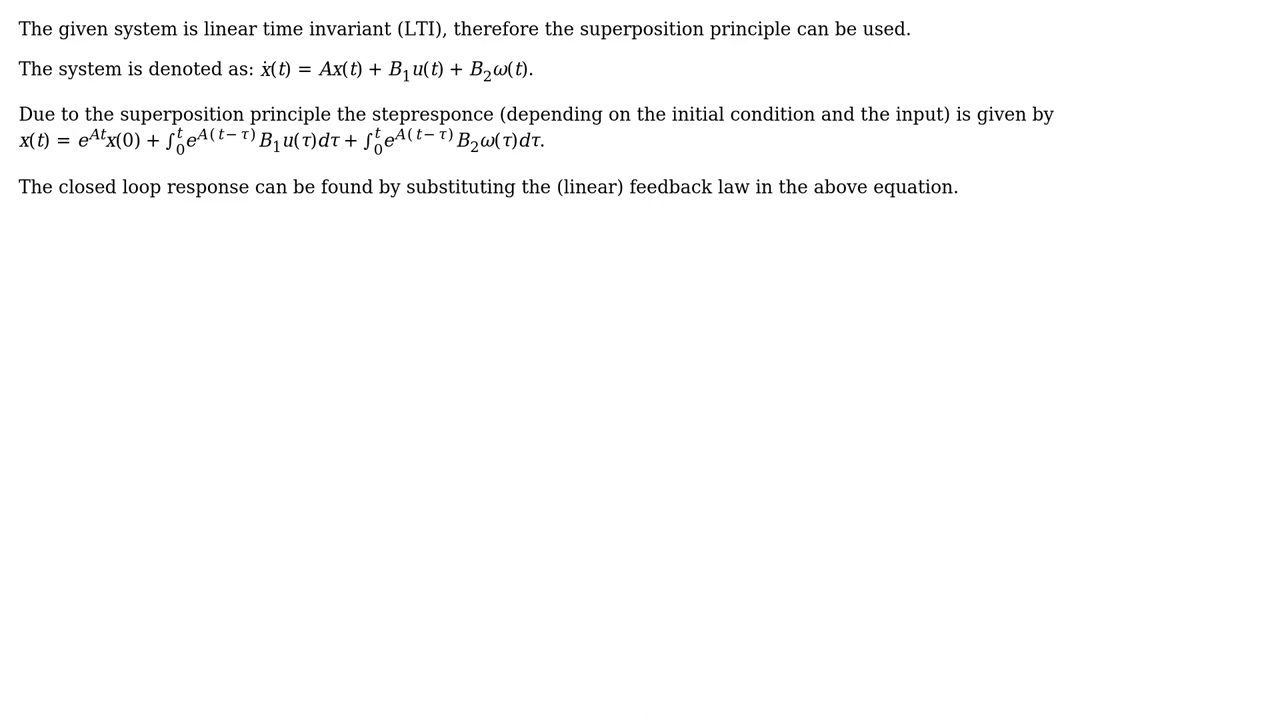 The given system is linear time invariant (LTI), therefore the superposition principle can be used.
The system is denoted as: ẋ(t) = Ax(t) + B₁u(t) + B₂ω(t).
Due to the superposition principle the stepresponce (depending on the initial condition and the input) is given by
x(t) = e^{At}x(0) + ∫₀ᵗ e^{A(t−τ)} B₁u(τ)dτ + ∫₀ᵗ e^{A(t−τ)} B₂ω(τ)dτ.
The closed loop response can be found by substituting the (linear) feedback law in the above equation.